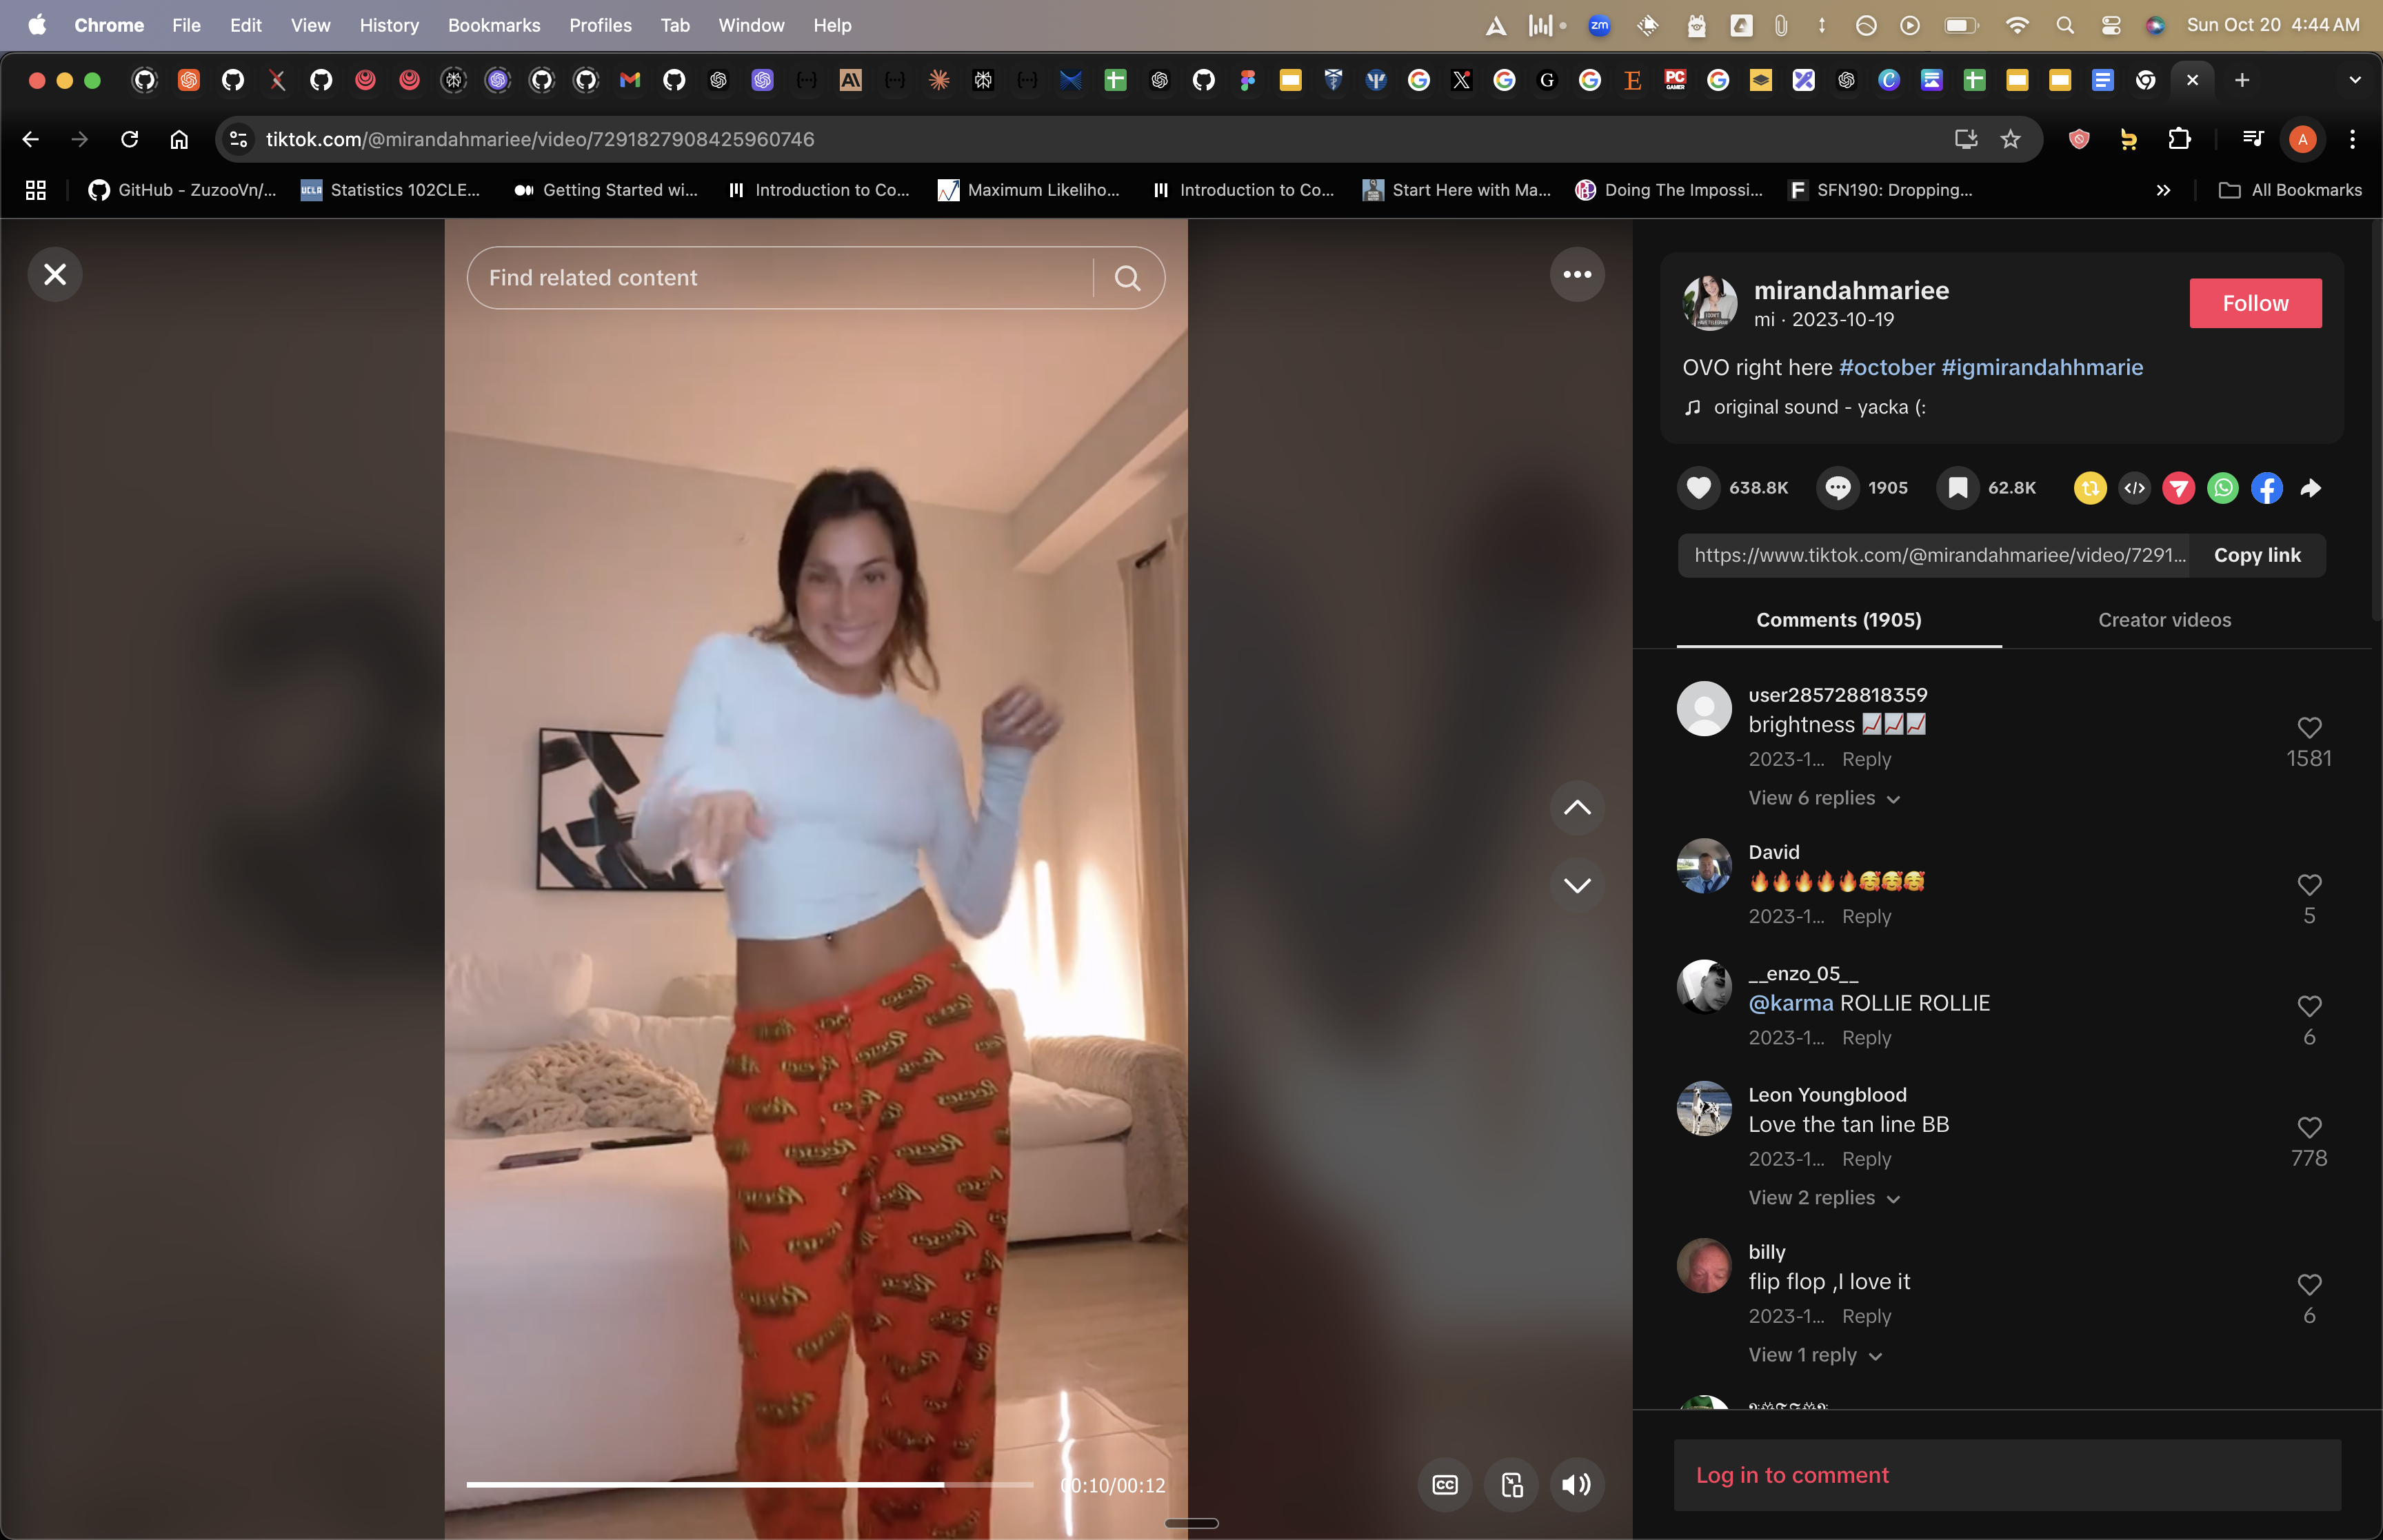 Chrome File Edit View History Bookmarks Profiles Tab Window Help
zm
Sun Oct 20 4:44 AM
tiktok.com/@mirandahmariee/video/7291827908425960746
A
GitHub - ZuzooVn/...
UCLA
Statistics 102CLE...
Getting Started wi...
Introduction to Co...
Maximum Likeliho...
Introduction to Co...
Start Here with Ma...
Doing The Impossi...
SFN190: Dropping...
All Bookmarks
Find related content
mirandahmariee
mi · 2023-10-19
Follow
OVO right here #october #igmirandahhmarie
original sound - yacka (:
638.8K
1905
62.8K
https://www.tiktok.com/@mirandahmariee/video/7291...
Copy link
Comments (1905)
Creator videos
user285728818359
brightness 📈📈📈
2023-1... Reply
1581
View 6 replies
David
🔥🔥🔥🔥🔥🥰🥰🥰
2023-1... Reply
5
__enzo_05__
@karma ROLLIE ROLLIE
2023-1... Reply
6
Leon Youngblood
Love the tan line BB
2023-1... Reply
778
View 2 replies
billy
flip flop ,I love it
2023-1... Reply
6
View 1 reply
00:10/00:12
CC
Log in to comment